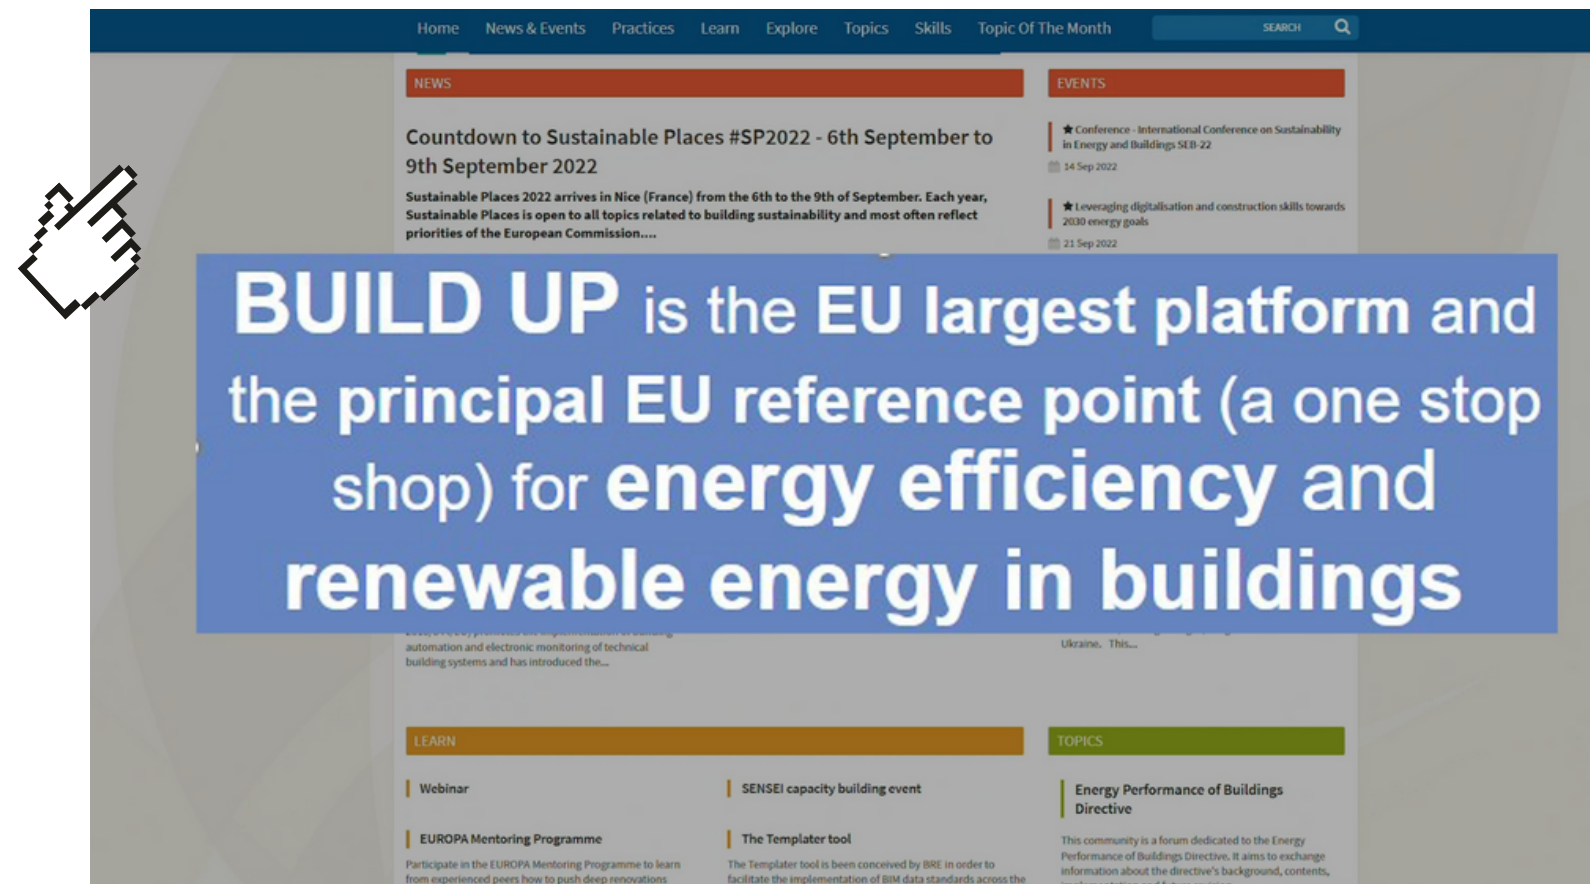 Home News & Events Practices Learn Explore Topics Skills Topic Of The Month SEARCH
NEWS
Countdown to Sustainable Places #SP2022 - 6th September to
9th September 2022
Sustainable Places 2022 arrives in Nice (France) from the 6th to the 9th of September. Each year,
Sustainable Places is open to all topics related to building sustainability and most often reflect
priorities of the European Commission....
EVENTS
Conference - International Conference on Sustainability
in Energy and Buildings SEB-22
14 Sep 2022
Leveraging digitalisation and construction skills towards
2030 energy goals
21 Sep 2022
BUILD UP is the EU largest platform and
the principal EU reference point (a one stop
shop) for energy efficiency and
renewable energy in buildings
automation and electronic monitoring of technical
building systems and has introduced the...
Ukraine. This...
LEARN
Webinar
SENSEI capacity building event
EUROPA Mentoring Programme
Participate in the EUROPA Mentoring Programme to learn
from experienced peers how to push deep renovations
The Templater tool
The Templater tool is been conceived by BRE in order to
facilitate the implementation of BIM data standards across the
TOPICS
Energy Performance of Buildings
Directive
This community is a forum dedicated to the Energy
Performance of Buildings Directive. It aims to exchange
information about the directive's background, contents,